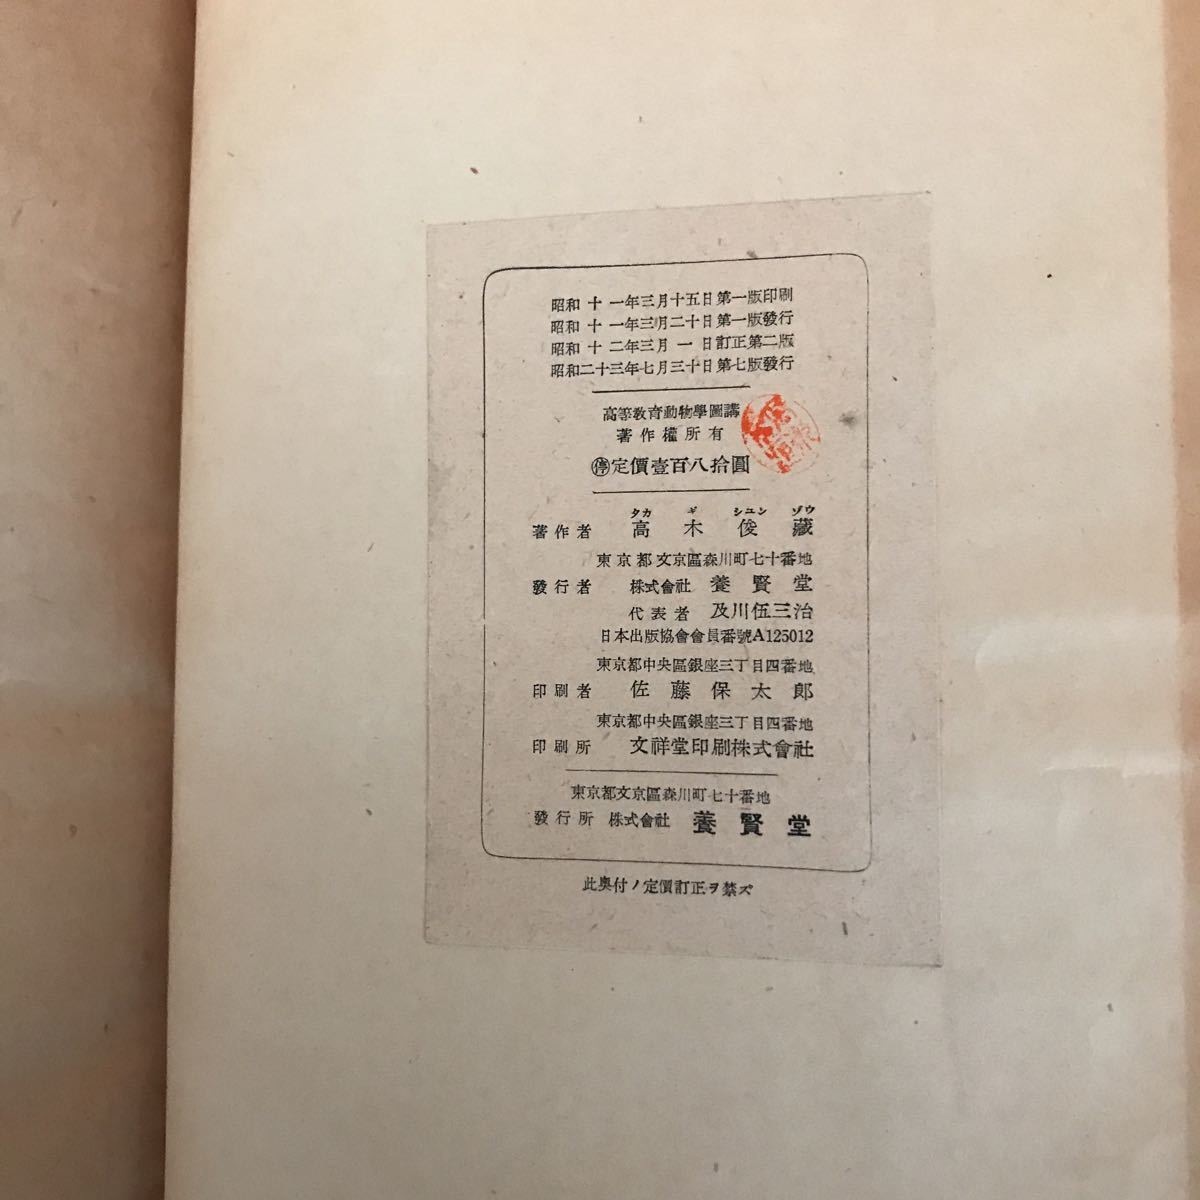 昭和十一年三月十五日第一版印刷
昭和十一年三月二十日第一版發行
昭和十二年三月一日訂正第二版
昭和二十三年七月三十日第七版發行
高等教育動物學圖講
著作權所有
停定價壹百八拾圓
タカギシユンゾウ
著作者 高木俊藏
東京都文京區森川町七十番地
發行者 株式會社 養賢堂
代表者 及川伍三治
日本出版協會會員番號A125012
東京都中央區銀座三丁目四番地
印刷者 佐藤保太郎
東京都中央區銀座三丁目四番地
印刷所 文祥堂印刷株式會社
東京都文京區森川町七十番地
發行所 株式會社 養賢堂
此奧付ノ定價訂正ヲ禁ズ